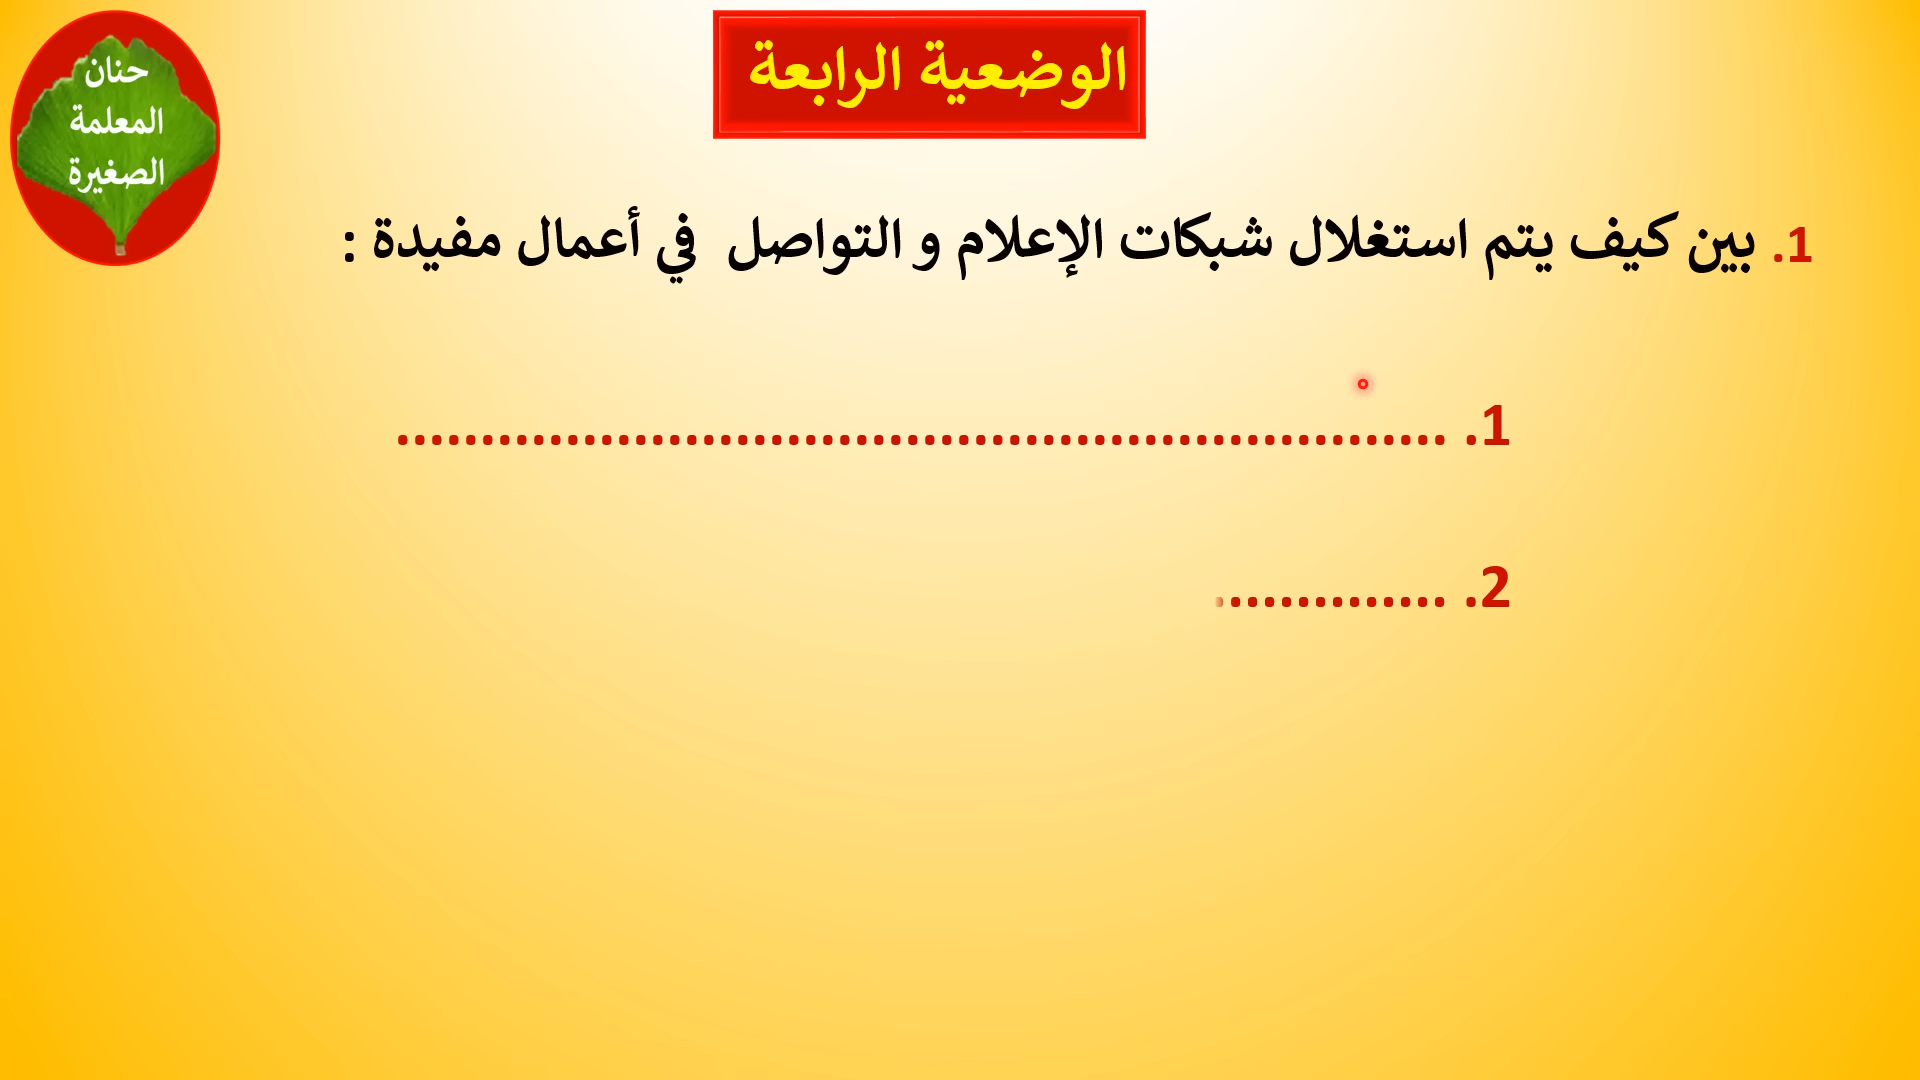 حنان
المعلمة
الصغيرة
الوضعية الرابعة
1. بين كيف يتم استغلال شبكات الإعلام و التواصل في أعمال مفيدة :
1. ..............................................................
2. .............